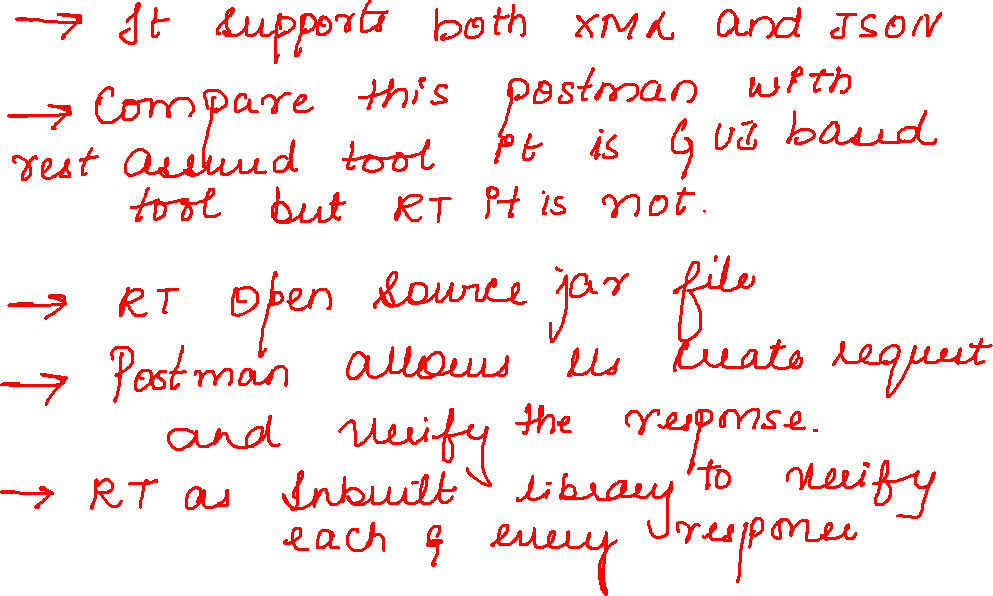 → It supports both XML and JSON
→ Compare this postman with
rest assured tool it is GUI based
tool but RT it is not.
→ RT open source jar file
→ Postman allows us create request
and verify the response.
→ RT as Inbuilt library to verify
each & every response